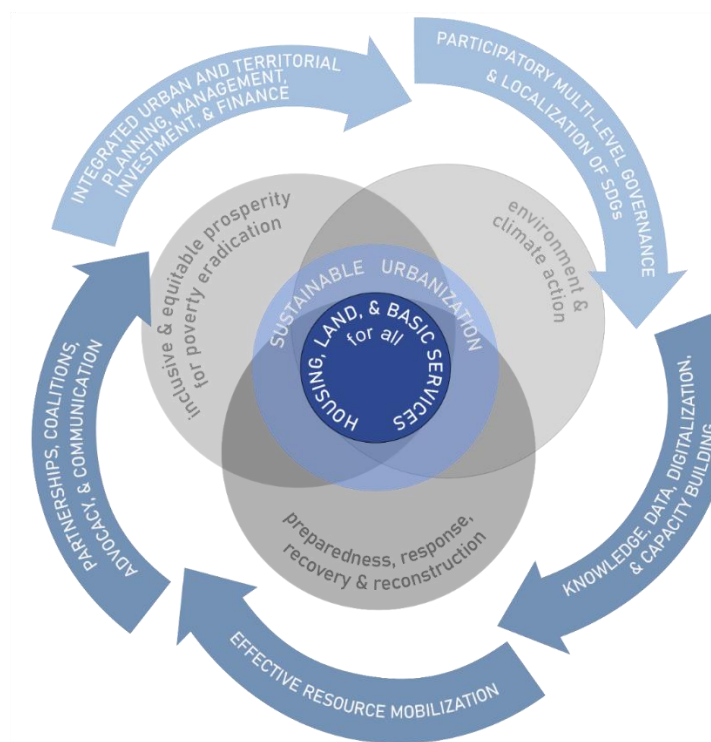 INTEGRATED URBAN AND TERRITORIAL
PLANNING, MANAGEMENT,
INVESTMENT, & FINANCE
PARTICIPATORY MULTI-LEVEL GOVERNANCE
& LOCALIZATION OF SDGs
inclusive & equitable prosperity
for poverty eradication
environment &
climate action
SUSTAINABLE URBANIZATION
HOUSING, LAND, & BASIC SERVICES
for all
preparedness, response,
recovery & reconstruction
KNOWLEDGE, DATA, DIGITALIZATION,
& CAPACITY BUILDING
EFFECTIVE RESOURCE MOBILIZATION
PARTNERSHIPS, COALITIONS,
ADVOCACY, & COMMUNICATION